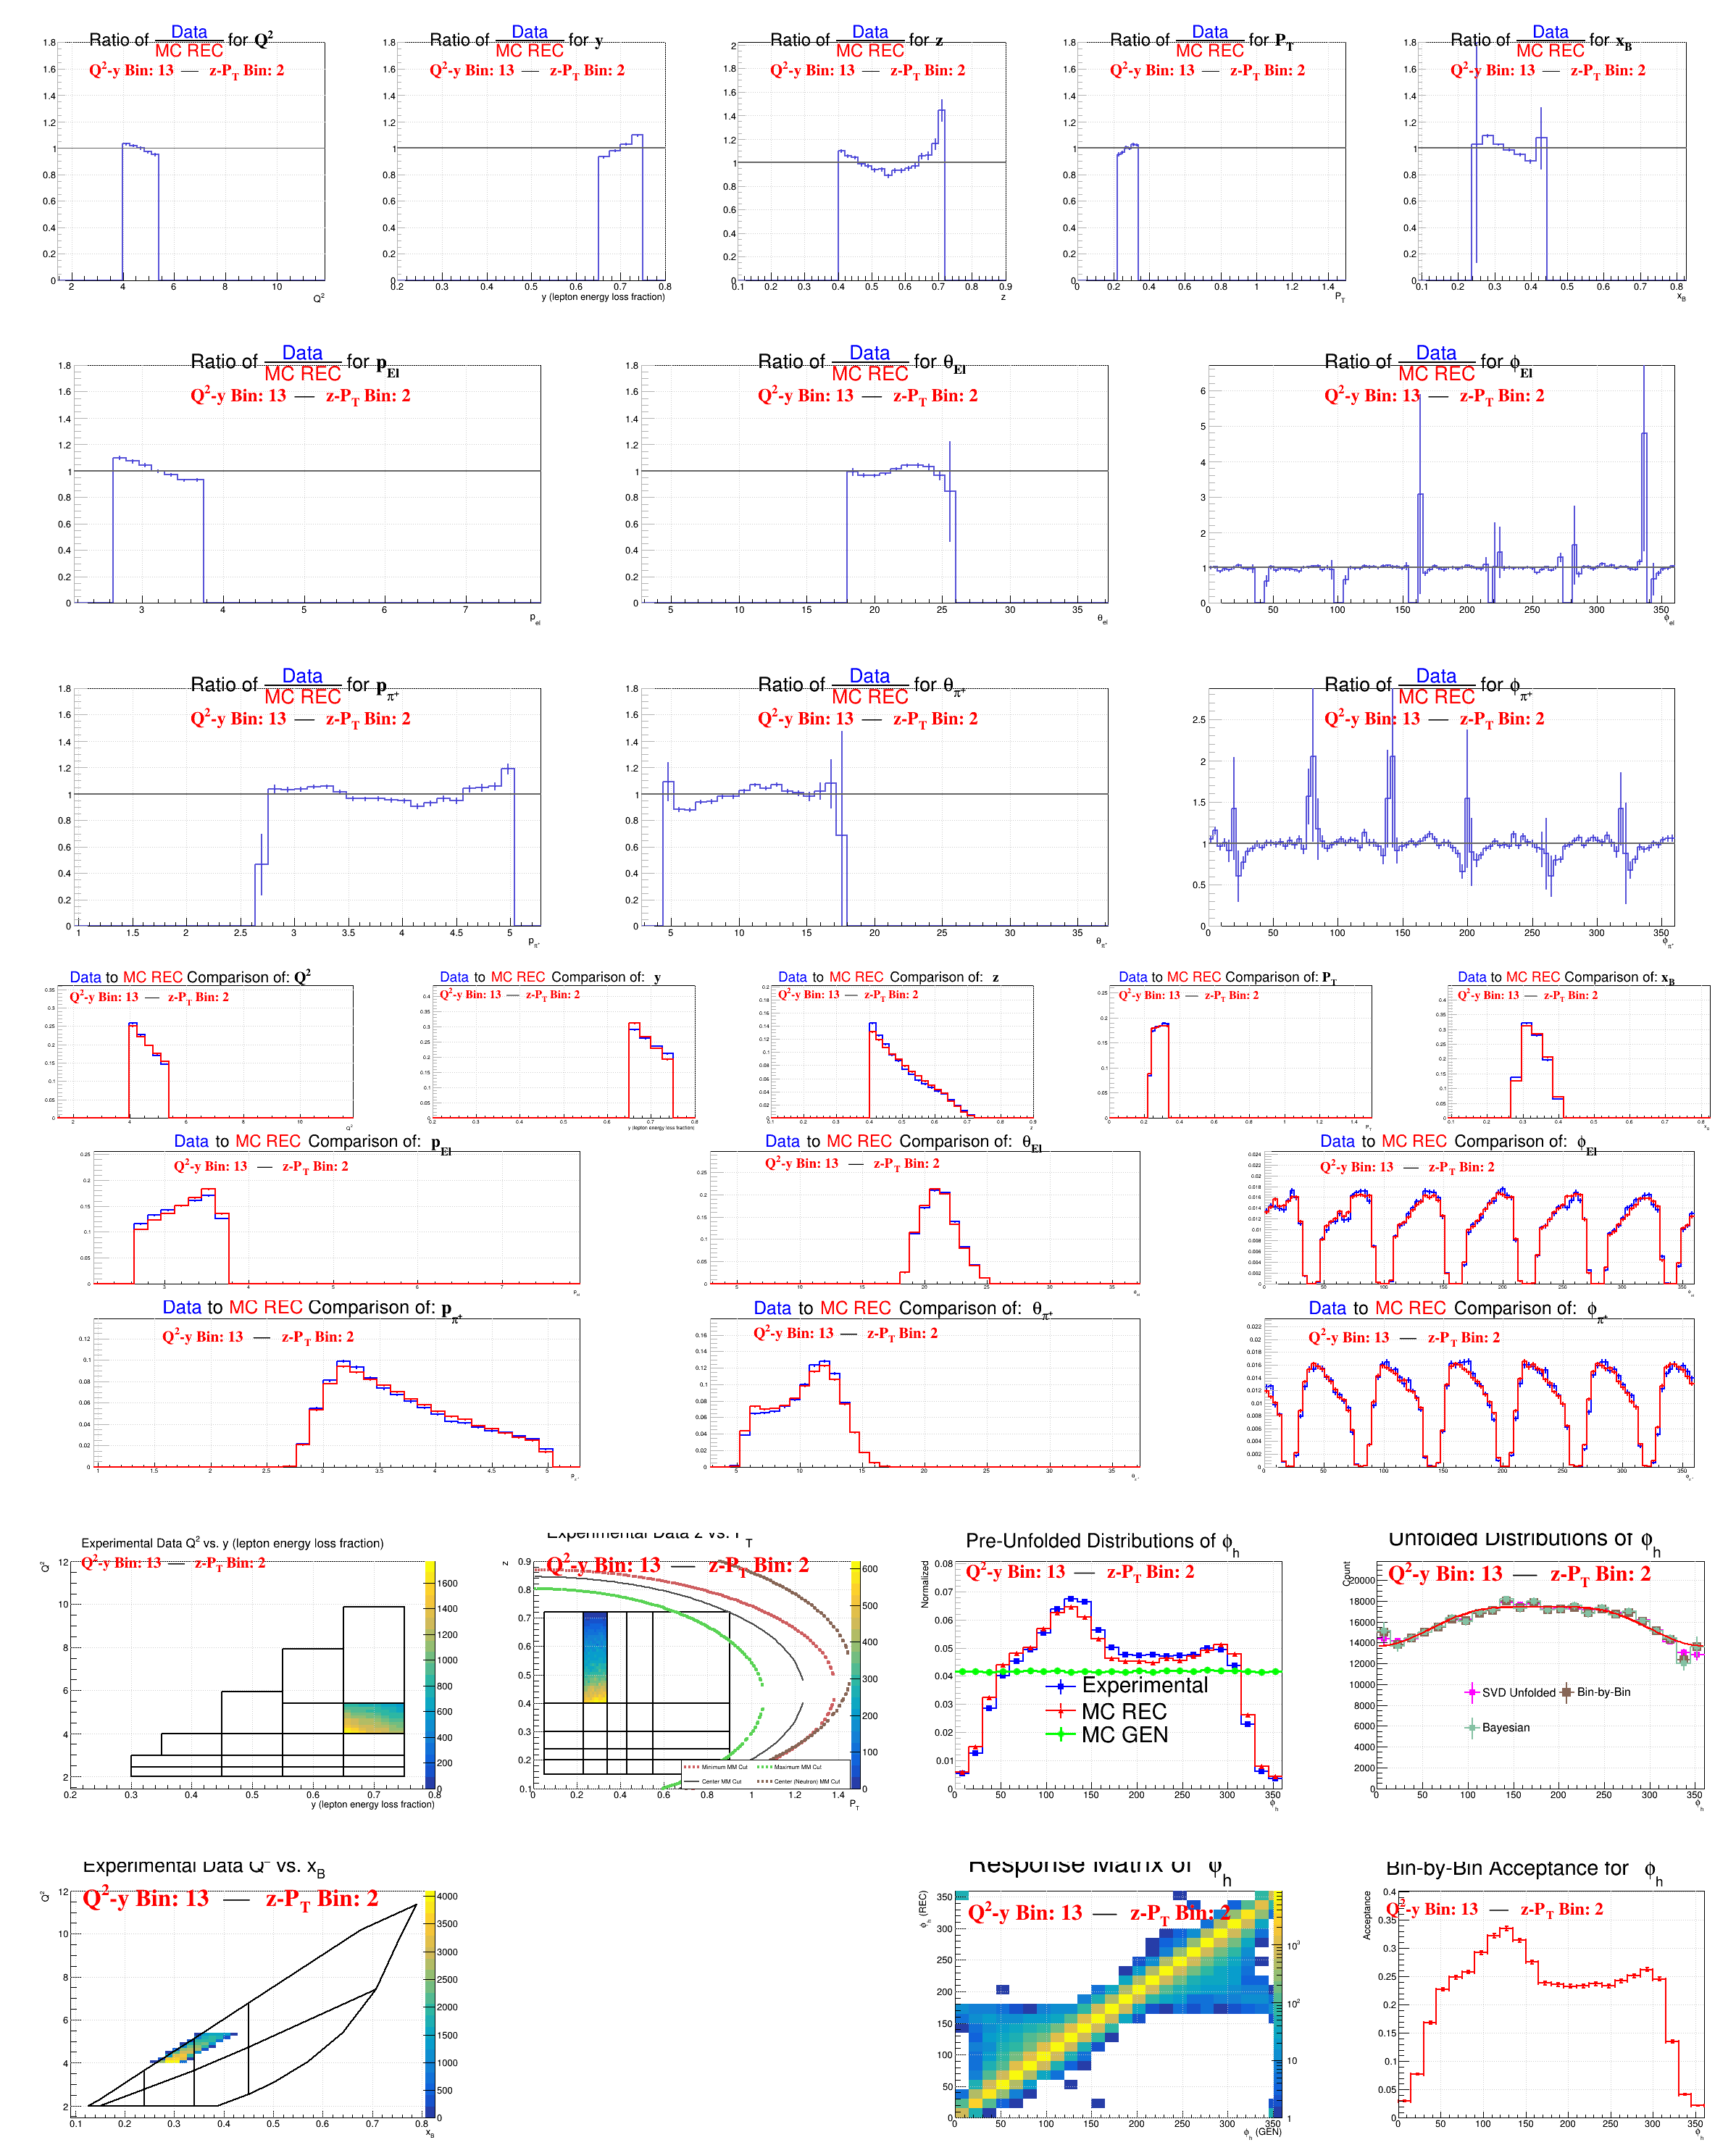 Ratio of Data/MC REC for Q²
Q²-y Bin: 13 — z-P_T Bin: 2
Q²
Ratio of Data/MC REC for y
Q²-y Bin: 13 — z-P_T Bin: 2
y (lepton energy loss fraction)
Ratio of Data/MC REC for z
Q²-y Bin: 13 — z-P_T Bin: 2
z
Ratio of Data/MC REC for P_T
Q²-y Bin: 13 — z-P_T Bin: 2
P_T
Ratio of Data/MC REC for x_B
Q²-y Bin: 13 — z-P_T Bin: 2
x_B
Ratio of Data/MC REC for p_El
Q²-y Bin: 13 — z-P_T Bin: 2
p_el
Ratio of Data/MC REC for θ_El
Q²-y Bin: 13 — z-P_T Bin: 2
θ_el
Ratio of Data/MC REC for ϕ_El
Q²-y Bin: 13 — z-P_T Bin: 2
ϕ_el
Ratio of Data/MC REC for p_π⁺
Q²-y Bin: 13 — z-P_T Bin: 2
p_π⁺
Ratio of Data/MC REC for θ_π⁺
Q²-y Bin: 13 — z-P_T Bin: 2
θ_π⁺
Ratio of Data/MC REC for ϕ_π⁺
Q²-y Bin: 13 — z-P_T Bin: 2
ϕ_π⁺
Data to MC REC Comparison of: Q²
Q²-y Bin: 13 — z-P_T Bin: 2
Data to MC REC Comparison of: y
Q²-y Bin: 13 — z-P_T Bin: 2
y (lepton energy loss fraction)
Data to MC REC Comparison of: z
Q²-y Bin: 13 — z-P_T Bin: 2
Data to MC REC Comparison of: P_T
Q²-y Bin: 13 — z-P_T Bin: 2
Data to MC REC Comparison of: x_B
Q²-y Bin: 13 — z-P_T Bin: 2
Data to MC REC Comparison of: p_El
Q²-y Bin: 13 — z-P_T Bin: 2
Data to MC REC Comparison of: θ_El
Q²-y Bin: 13 — z-P_T Bin: 2
Data to MC REC Comparison of: ϕ_El
Q²-y Bin: 13 — z-P_T Bin: 2
Data to MC REC Comparison of: p_π⁺
Q²-y Bin: 13 — z-P_T Bin: 2
Data to MC REC Comparison of: θ_π⁺
Q²-y Bin: 13 — z-P_T Bin: 2
Data to MC REC Comparison of: ϕ_π⁺
Q²-y Bin: 13 — z-P_T Bin: 2
Experimental Data Q² vs. y (lepton energy loss fraction)
Q²-y Bin: 13 — z-P_T Bin: 2
Q²
y (lepton energy loss fraction)
Experimental Data z vs. P_T
Q²-y Bin: 13 — z-P_T Bin: 2
z
Minimum MM Cut
Maximum MM Cut
Center MM Cut
Center (Neutron) MM Cut
P_T
Pre-Unfolded Distributions of ϕ_h
Q²-y Bin: 13 — z-P_T Bin: 2
Normalized
Experimental
MC REC
MC GEN
ϕ_h
Unfolded Distributions of ϕ_h
Q²-y Bin: 13 — z-P_T Bin: 2
Count
SVD Unfolded
Bin-by-Bin
Bayesian
ϕ_h
Experimental Data Q² vs. x_B
Q²-y Bin: 13 — z-P_T Bin: 2
Q²
x_B
Response Matrix of ϕ_h
Q²-y Bin: 13 — z-P_T Bin: 2
ϕ_h (REC)
ϕ_h (GEN)
Bin-by-Bin Acceptance for ϕ_h
Q²-y Bin: 13 — z-P_T Bin: 2
Acceptance
ϕ_h